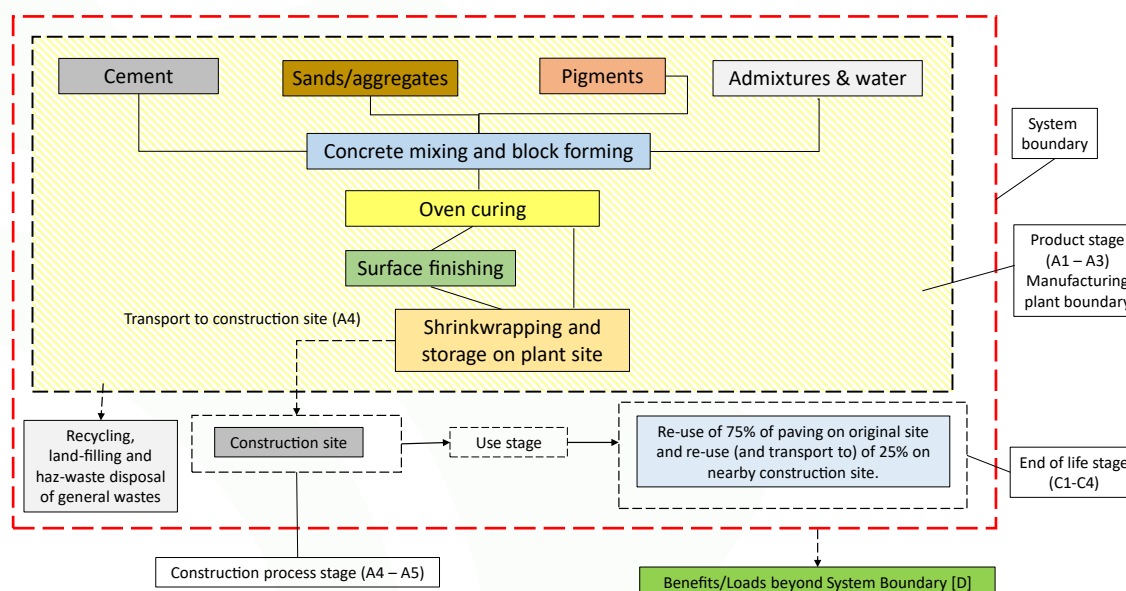 Cement
Sands/aggregates
Pigments
Admixtures & water
Concrete mixing and block forming
System
boundary
Oven curing
Product stage
(A1 – A3)
Manufacturing
plant boundary
Surface finishing
Transport to construction site (A4)
Shrinkwrapping and
storage on plant site
Recycling,
land-filling and
haz-waste disposal
of general wastes
Construction site
Use stage
Re-use of 75% of paving on original site
and re-use (and transport to) of 25% on
nearby construction site.
End of life stage
(C1-C4)
Construction process stage (A4 – A5)
Benefits/Loads beyond System Boundary [D]